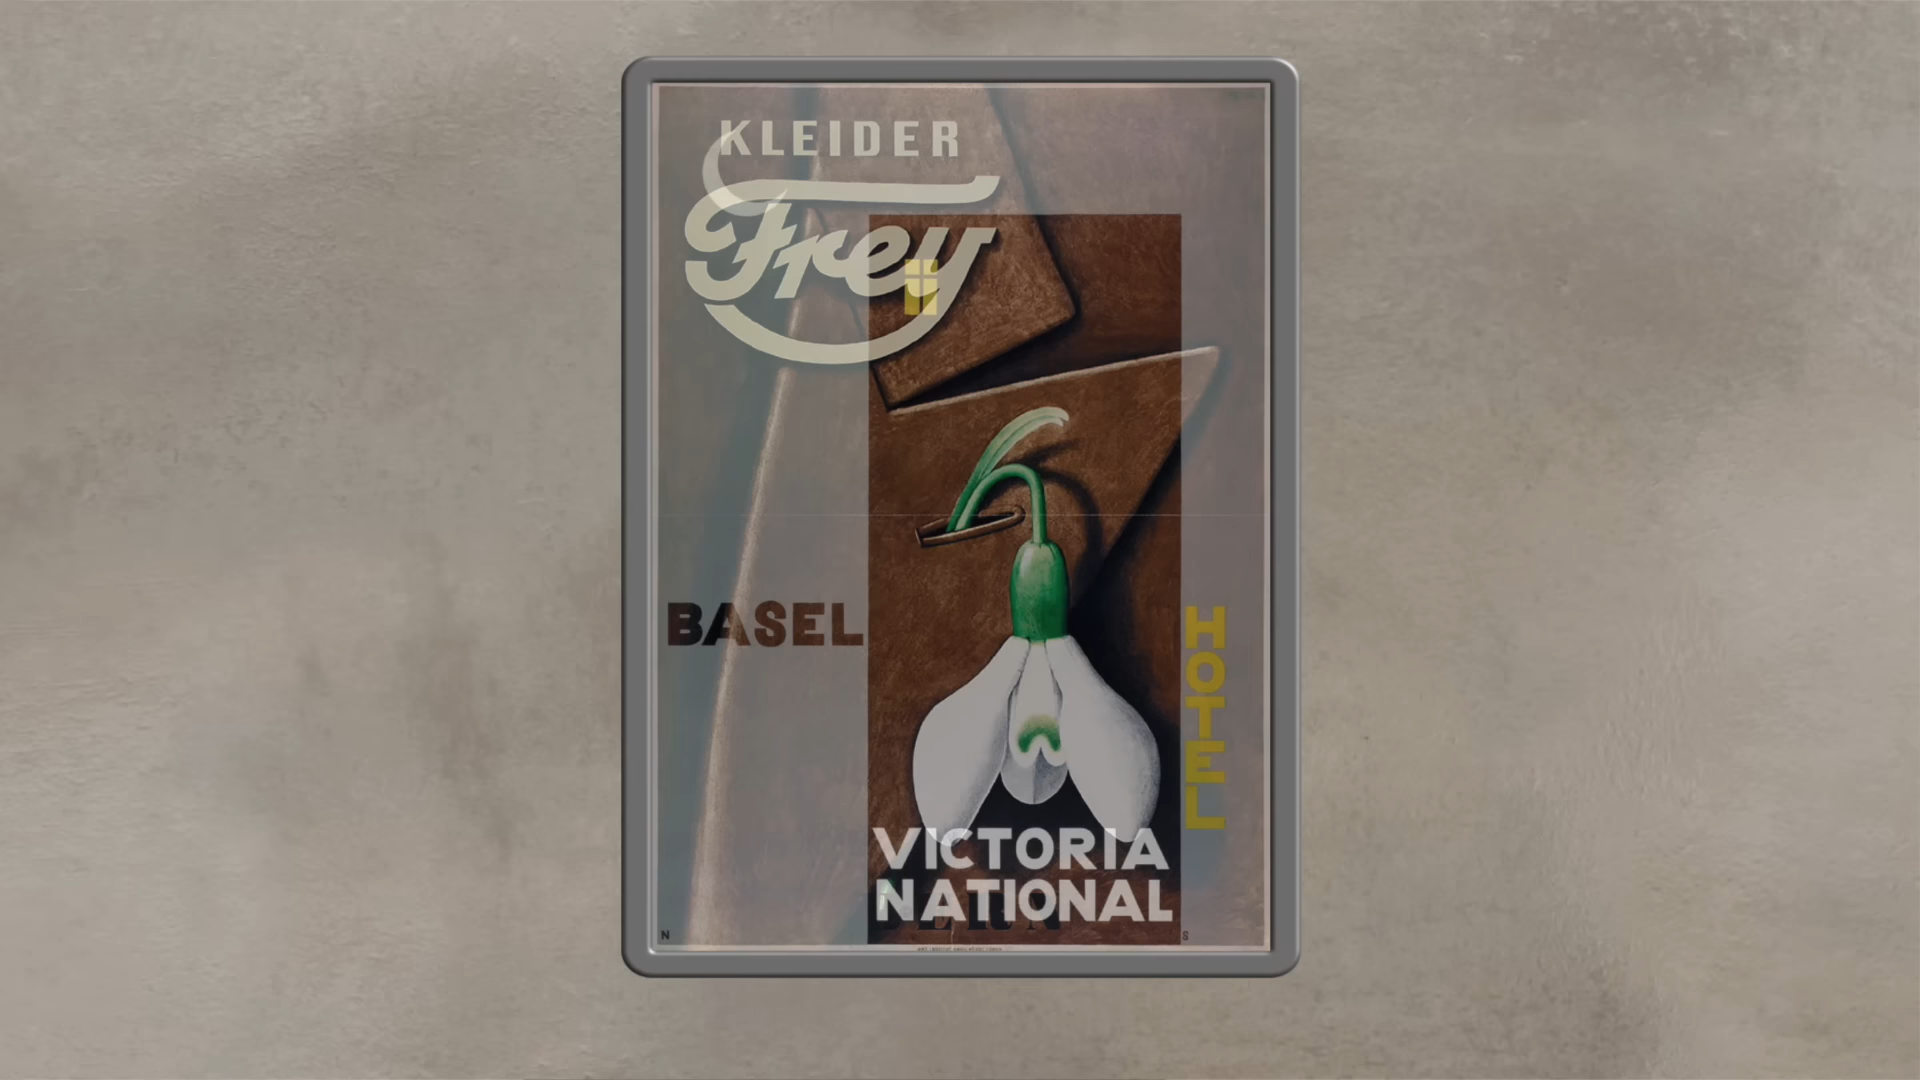 KLEIDER
Frey
BASEL
HOTEL
VICTORIA
NATIONAL
N
S